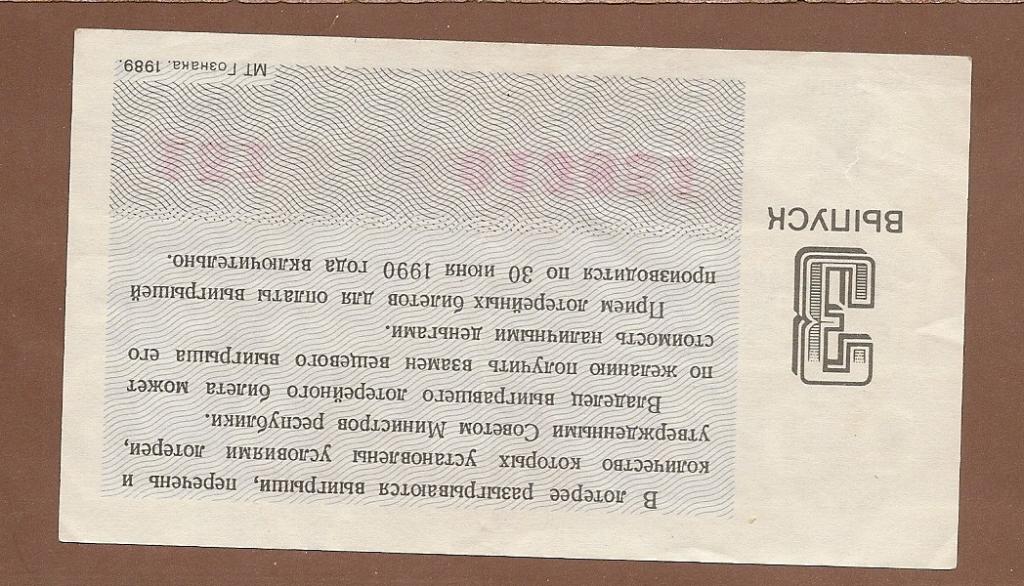 В лотерее разыгрываются выигрыши, перечень и
количество которых установлены условиями лотереи,
утвержденными Советом Министров республики.
Владелец выигравшего лотерейного билета может
по желанию получить взамен вещевого выигрыша его
стоимость наличными деньгами.
Прием лотерейных билетов для оплаты выигрышей
производится по 30 июня 1990 года включительно.
МТ Гознака. 1989.
3
ВЫПУСК